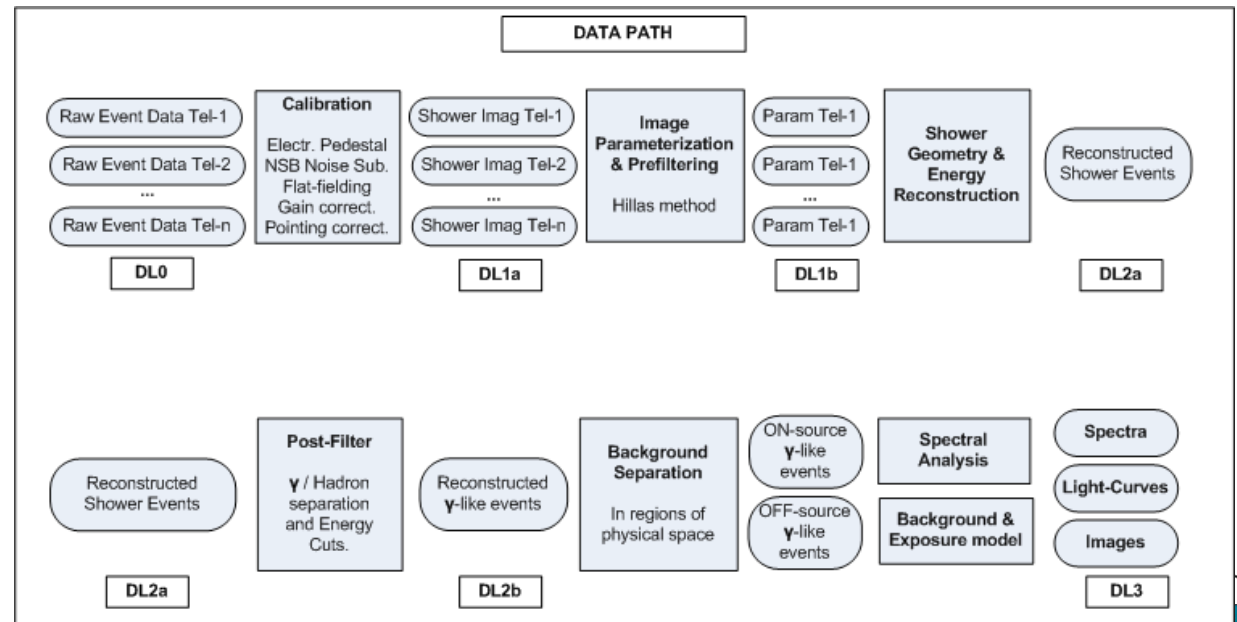 DATA PATH
Raw Event Data Tel-1
Raw Event Data Tel-2
...
Raw Event Data Tel-n
DL0
Calibration
Electr. Pedestal
NSB Noise Sub.
Flat-fielding
Gain correct.
Pointing correct.
Shower Imag Tel-1
Shower Imag Tel-2
...
Shower Imag Tel-n
DL1a
Image
Parameterization
& Prefiltering
Hillas method
Param Tel-1
Param Tel-1
...
Param Tel-1
DL1b
Shower
Geometry &
Energy
Reconstruction
Reconstructed
Shower Events
DL2a
Reconstructed
Shower Events
DL2a
Post-Filter
γ / Hadron
separation
and Energy
Cuts.
Reconstructed
γ-like events
DL2b
Background
Separation
In regions of
physical space
ON-source
γ-like
events
OFF-source
γ-like
events
Spectral
Analysis
Background &
Exposure model
Spectra
Light-Curves
Images
DL3